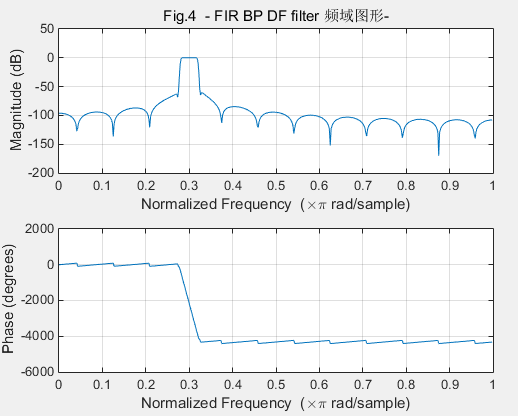 Fig.4 - FIR BP DF filter 频域图形-
Magnitude (dB)
50
0
-50
-100
-150
-200
0 0.1 0.2 0.3 0.4 0.5 0.6 0.7 0.8 0.9 1
Normalized Frequency (×π rad/sample)
Phase (degrees)
2000
0
-2000
-4000
-6000
0 0.1 0.2 0.3 0.4 0.5 0.6 0.7 0.8 0.9 1
Normalized Frequency (×π rad/sample)